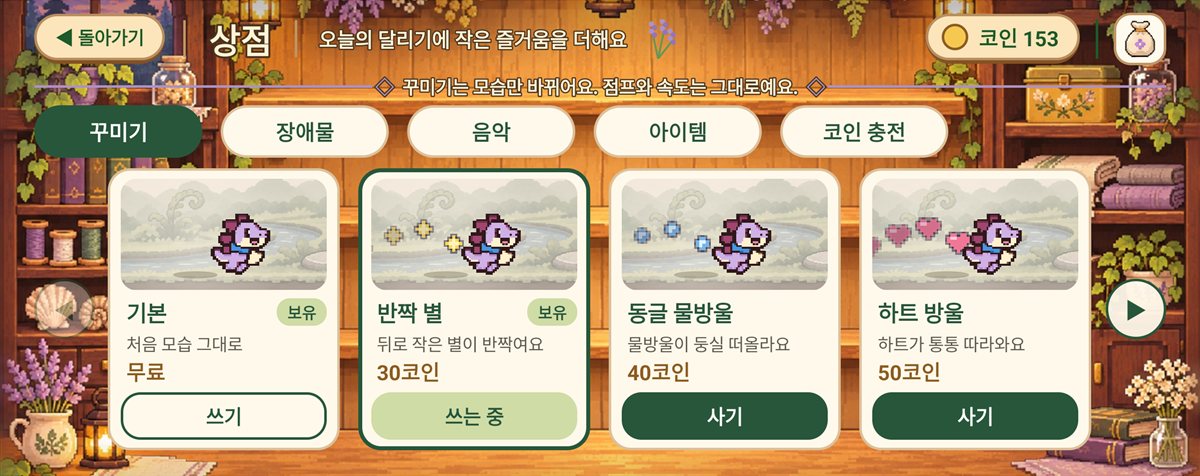 ◀ 돌아가기
상점
오늘의 달리기에 작은 즐거움을 더해요
코인 153
꾸미기는 모습만 바뀌어요. 점프와 속도는 그대로예요.
꾸미기
장애물
음악
아이템
코인 충전
기본
보유
처음 모습 그대로
무료
쓰기
반짝 별
보유
뒤로 작은 별이 반짝여요
30코인
쓰는 중
동글 물방울
물방울이 둥실 떠올라요
40코인
사기
하트 방울
하트가 통통 따라와요
50코인
사기